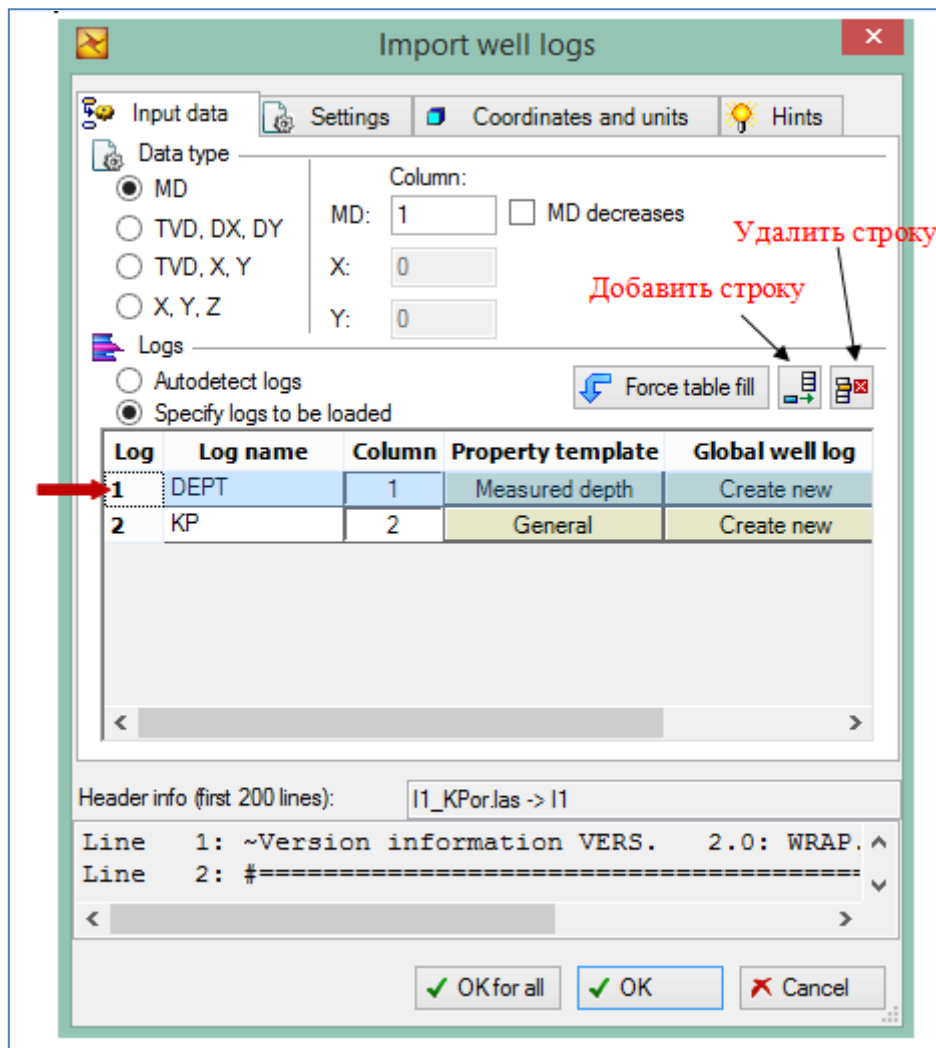 Import well logs
Input data Settings Coordinates and units Hints
Data type
MD
TVD, DX, DY
TVD, X, Y
X, Y, Z
Column:
MD: 1 MD decreases
X: 0
Y: 0
Удалить строку
Добавить строку
Logs
Autodetect logs
Specify logs to be loaded
Force table fill
Log Log name Column Property template Global well log
1 DEPT 1 Measured depth Create new
2 KP 2 General Create new
Header info (first 200 lines): I1_KPor.las -> I1
Line 1: ~Version information VERS. 2.0: WRAP.
Line 2: #========================================
OK for all OK Cancel